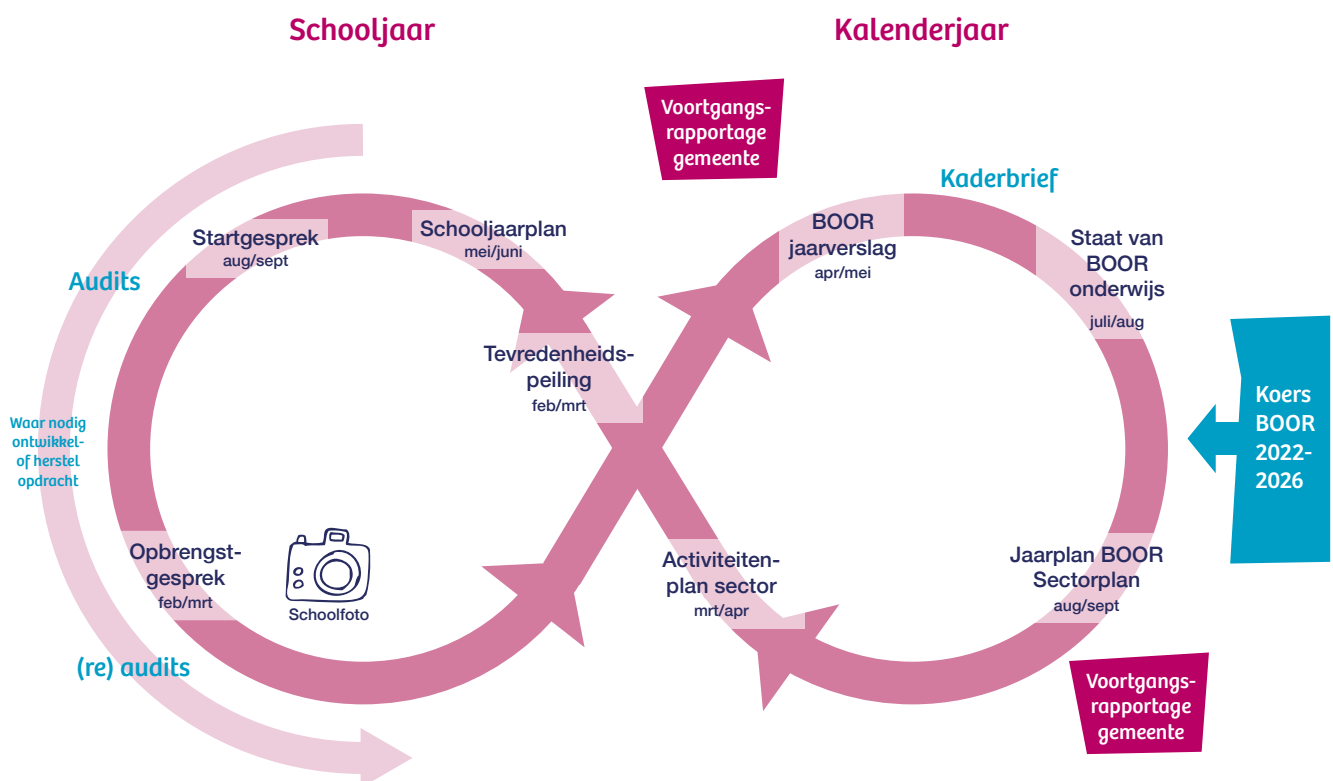 Schooljaar
Kalenderjaar
Voortgangs-
rapportage
gemeente
Kaderbrief
Startgesprek
aug/sept
Schooljaarplan
mei/juni
BOOR
jaarverslag
apr/mei
Staat van
BOOR
onderwijs
juli/aug
Audits
Tevredenheids-
peiling
feb/mrt
Koers
BOOR
2022-
2026
Waar nodig
ontwikkel-
of herstel
opdracht
Opbrengst-
gesprek
feb/mrt
Schoolfoto
Activiteiten-
plan sector
mrt/apr
Jaarplan BOOR
Sectorplan
aug/sept
(re) audits
Voortgangs-
rapportage
gemeente